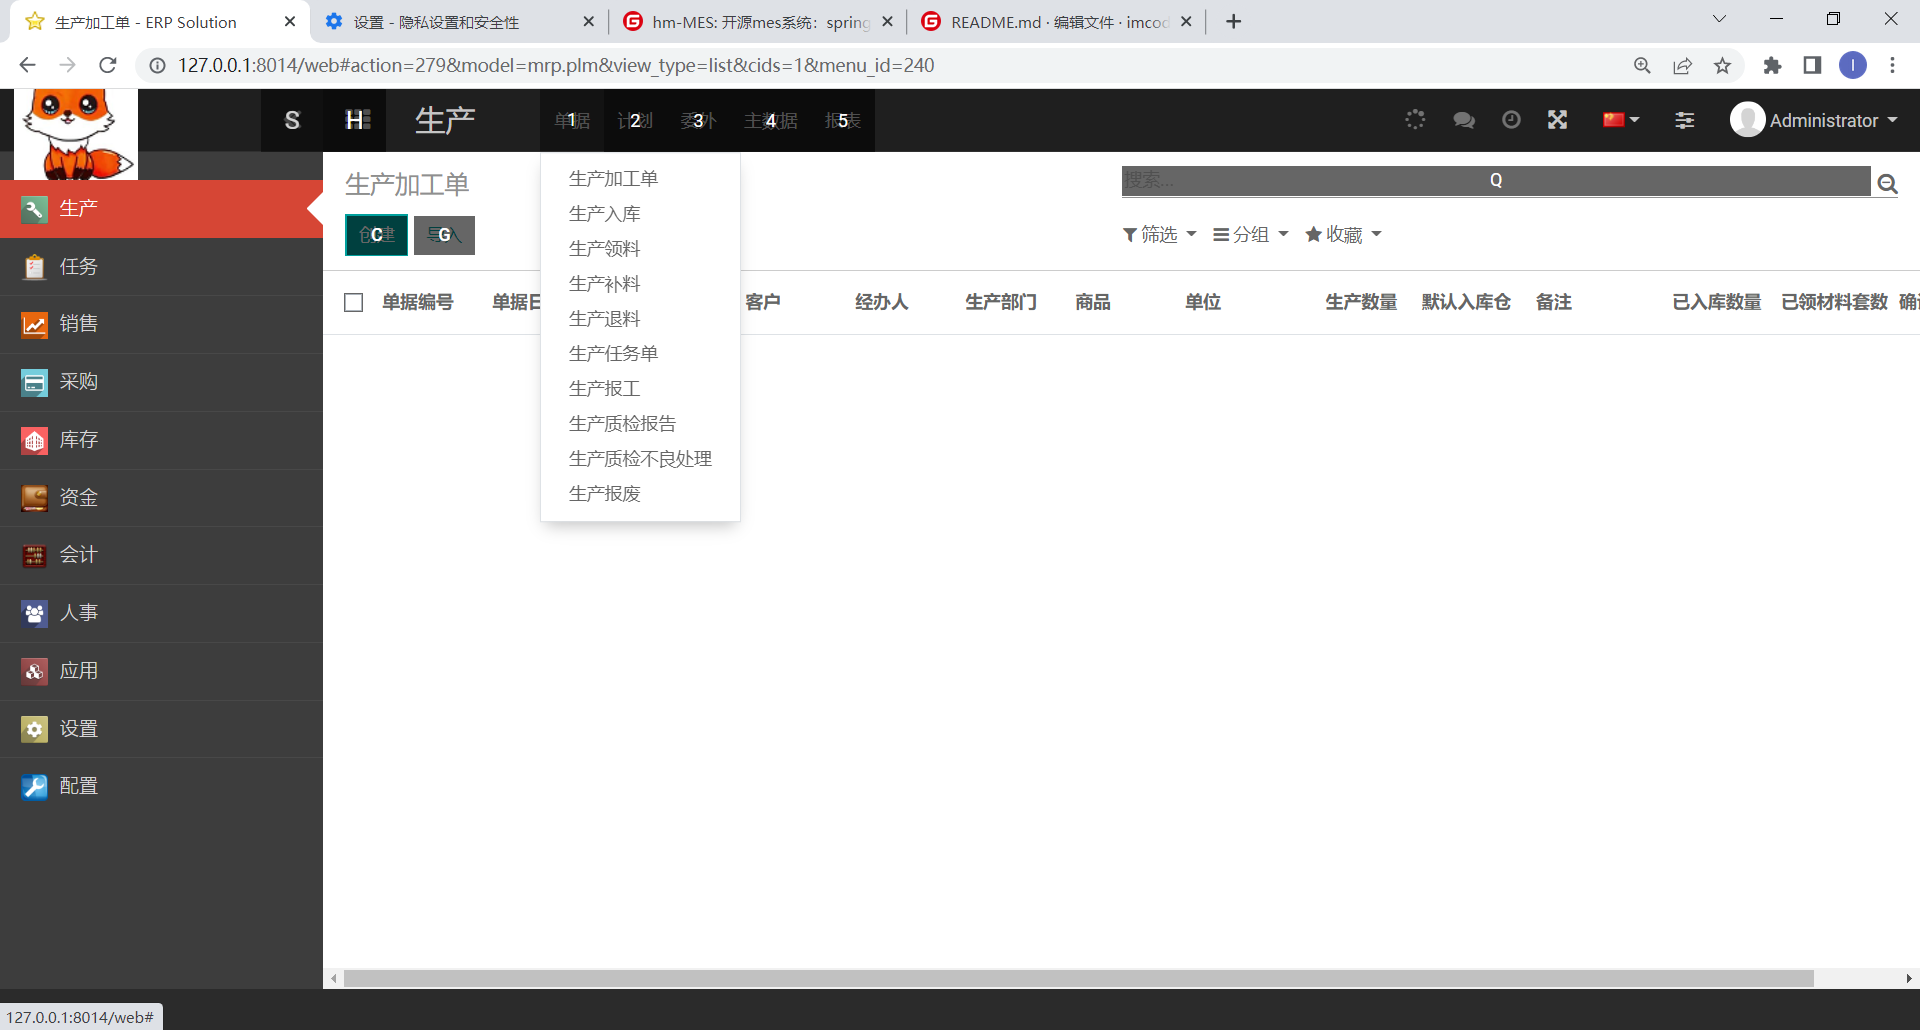 生产加工单 - ERP Solution
设置 - 隐私设置和安全性
hm-MES: 开源mes系统: spring
README.md · 编辑文件 · imcod
127.0.0.1:8014/web#action=279&model=mrp.plm&view_type=list&cids=1&menu_id=240
I
S
H
生产
单据 1
计划 2
委外 3
主数据 4
报表 5
Administrator
生产
任务
销售
采购
库存
资金
会计
人事
应用
设置
配置
生产加工单
搜索... Q
创建 C
导入 G
筛选
分组
收藏
生产加工单
生产入库
生产领料
生产补料
生产退料
生产任务单
生产报工
生产质检报告
生产质检不良处理
生产报废
单据编号
单据日
客户
经办人
生产部门
商品
单位
生产数量
默认入库仓
备注
已入库数量
已领材料套数
127.0.0.1:8014/web#